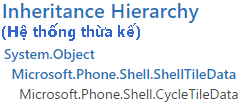 Inheritance Hierarchy
(Hệ thống thừa kế)
System.Object
Microsoft.Phone.Shell.ShellTileData
Microsoft.Phone.Shell.CycleTileData